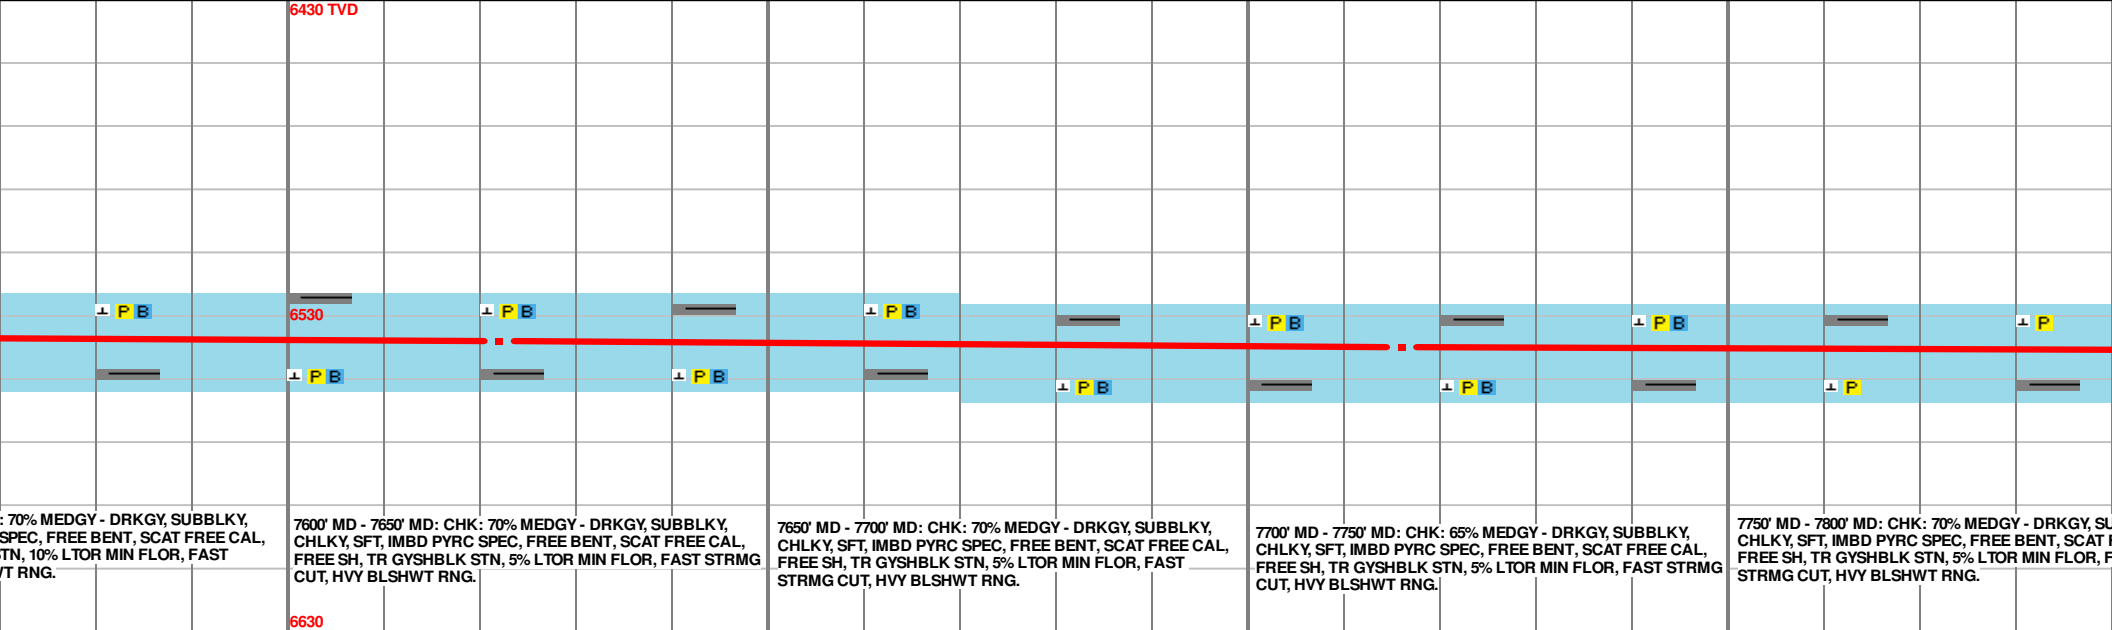 6430 TVD
P B
P B
P B
P B
P B
P
6530
P B
P B
P B
P B
P
: 70% MEDGY - DRKGY, SUBBLKY,
SPEC, FREE BENT, SCAT FREE CAL,
STN, 10% LTOR MIN FLOR, FAST
WT RNG.
7600' MD - 7650' MD: CHK: 70% MEDGY - DRKGY, SUBBLKY,
CHLKY, SFT, IMBD PYRC SPEC, FREE BENT, SCAT FREE CAL,
FREE SH, TR GYSHBLK STN, 5% LTOR MIN FLOR, FAST STRMG
CUT, HVY BLSHWT RNG.
7650' MD - 7700' MD: CHK: 70% MEDGY - DRKGY, SUBBLKY,
CHLKY, SFT, IMBD PYRC SPEC, FREE BENT, SCAT FREE CAL,
FREE SH, TR GYSHBLK STN, 5% LTOR MIN FLOR, FAST
STRMG CUT, HVY BLSHWT RNG.
7700' MD - 7750' MD: CHK: 65% MEDGY - DRKGY, SUBBLKY,
CHLKY, SFT, IMBD PYRC SPEC, FREE BENT, SCAT FREE CAL,
FREE SH, TR GYSHBLK STN, 5% LTOR MIN FLOR, FAST STRMG
CUT, HVY BLSHWT RNG.
7750' MD - 7800' MD: CHK: 70% MEDGY - DRKGY, SU
CHLKY, SFT, IMBD PYRC SPEC, FREE BENT, SCAT F
FREE SH, TR GYSHBLK STN, 5% LTOR MIN FLOR, F
STRMG CUT, HVY BLSHWT RNG.
6630